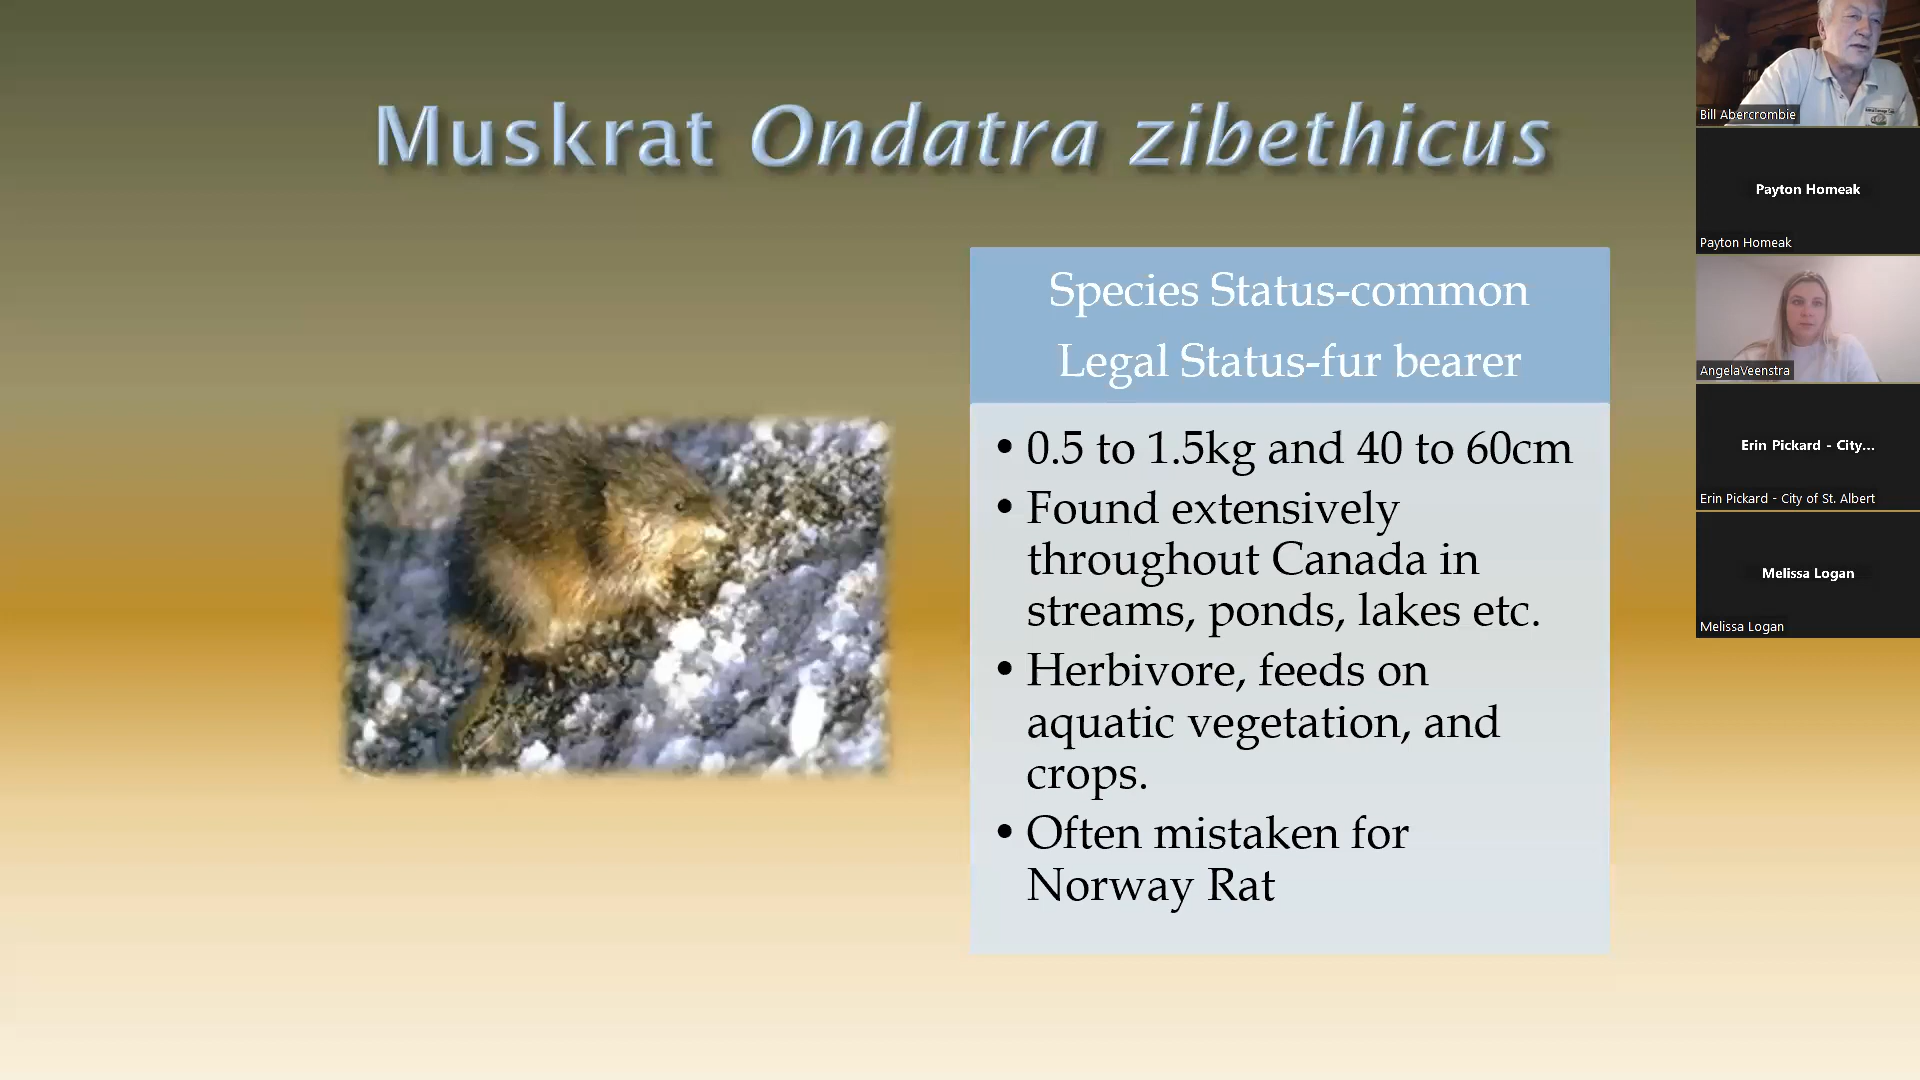 Muskrat Ondatra zibethicus
Species Status-common
Legal Status-fur bearer
• 0.5 to 1.5kg and 40 to 60cm
• Found extensively
throughout Canada in
streams, ponds, lakes etc.
• Herbivore, feeds on
aquatic vegetation, and
crops.
• Often mistaken for
Norway Rat
Bill Abercrombie
Payton Homeak
Payton Homeak
AngelaVeenstra
Erin Pickard - City...
Erin Pickard - City of St. Albert
Melissa Logan
Melissa Logan